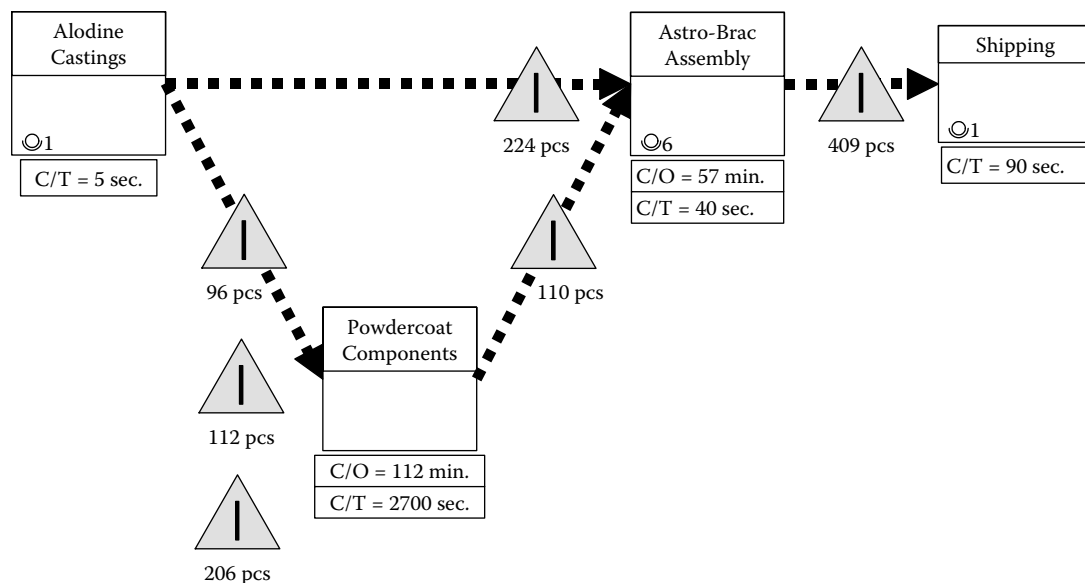 Alodine
Castings
1
C/T = 5 sec.
224 pcs
Astro-Brac
Assembly
6
C/O = 57 min.
C/T = 40 sec.
409 pcs
Shipping
1
C/T = 90 sec.
96 pcs
110 pcs
Powdercoat
Components
C/O = 112 min.
C/T = 2700 sec.
112 pcs
206 pcs